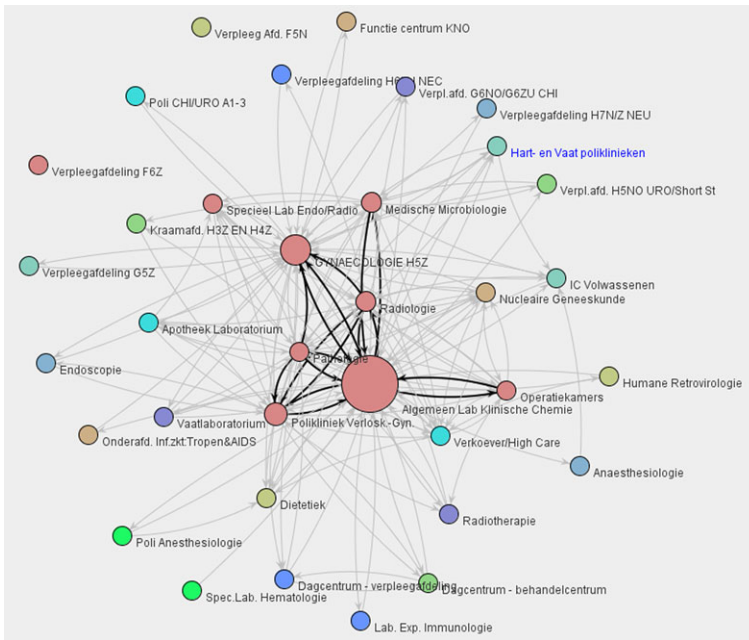 Verpleeg Afd. F5N
Functie centrum KNO
Verpleegafdeling H6 NEC
Verpl.afd. G6NO/G6ZU CHI
Poli CHI/URO A1-3
Verpleegafdeling H7N/Z NEU
Hart- en Vaat poliklinieken
Verpleegafdeling F6Z
Verpl.afd. H5NO URO/Short St
Specieel Lab Endo/Radio
Medische Microbiologie
Kraamafd. H3Z EN H4Z
GYNAECOLOGIE H5Z
Verpleegafdeling G5Z
IC Volwassenen
Nucleaire Geneeskunde
Radiologie
Apotheek Laboratorium
Pathologie
Endoscopie
Humane Retrovirologie
Operatiekamers
Algemeen Lab Klinische Chemie
Vaatlaboratorium
Polikliniek Verlosk.-Gyn.
Onderafd. Inf.zkt:Tropen&AIDS
Verkoever/High Care
Anaesthesiologie
Dietetiek
Radiotherapie
Poli Anesthesiologie
Dagcentrum - verpleegafdeling
Dagcentrum - behandelcentrum
Spec.Lab. Hematologie
Lab. Exp. Immunologie